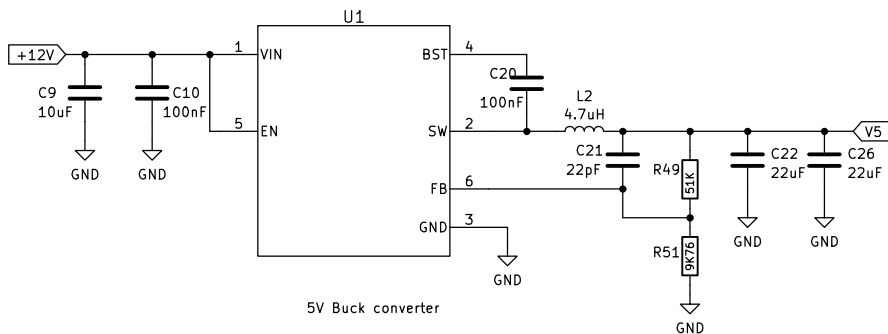 U1
+12V
1
VIN
BST
4
C9
10uF
C10
100nF
C20
100nF
L2
4.7uH
5
EN
SW
2
V5
C21
22pF
R49
51K
C22
22uF
C26
22uF
GND
GND
FB
6
GND
3
GND
GND
R51
9K76
GND
5V Buck converter
GND